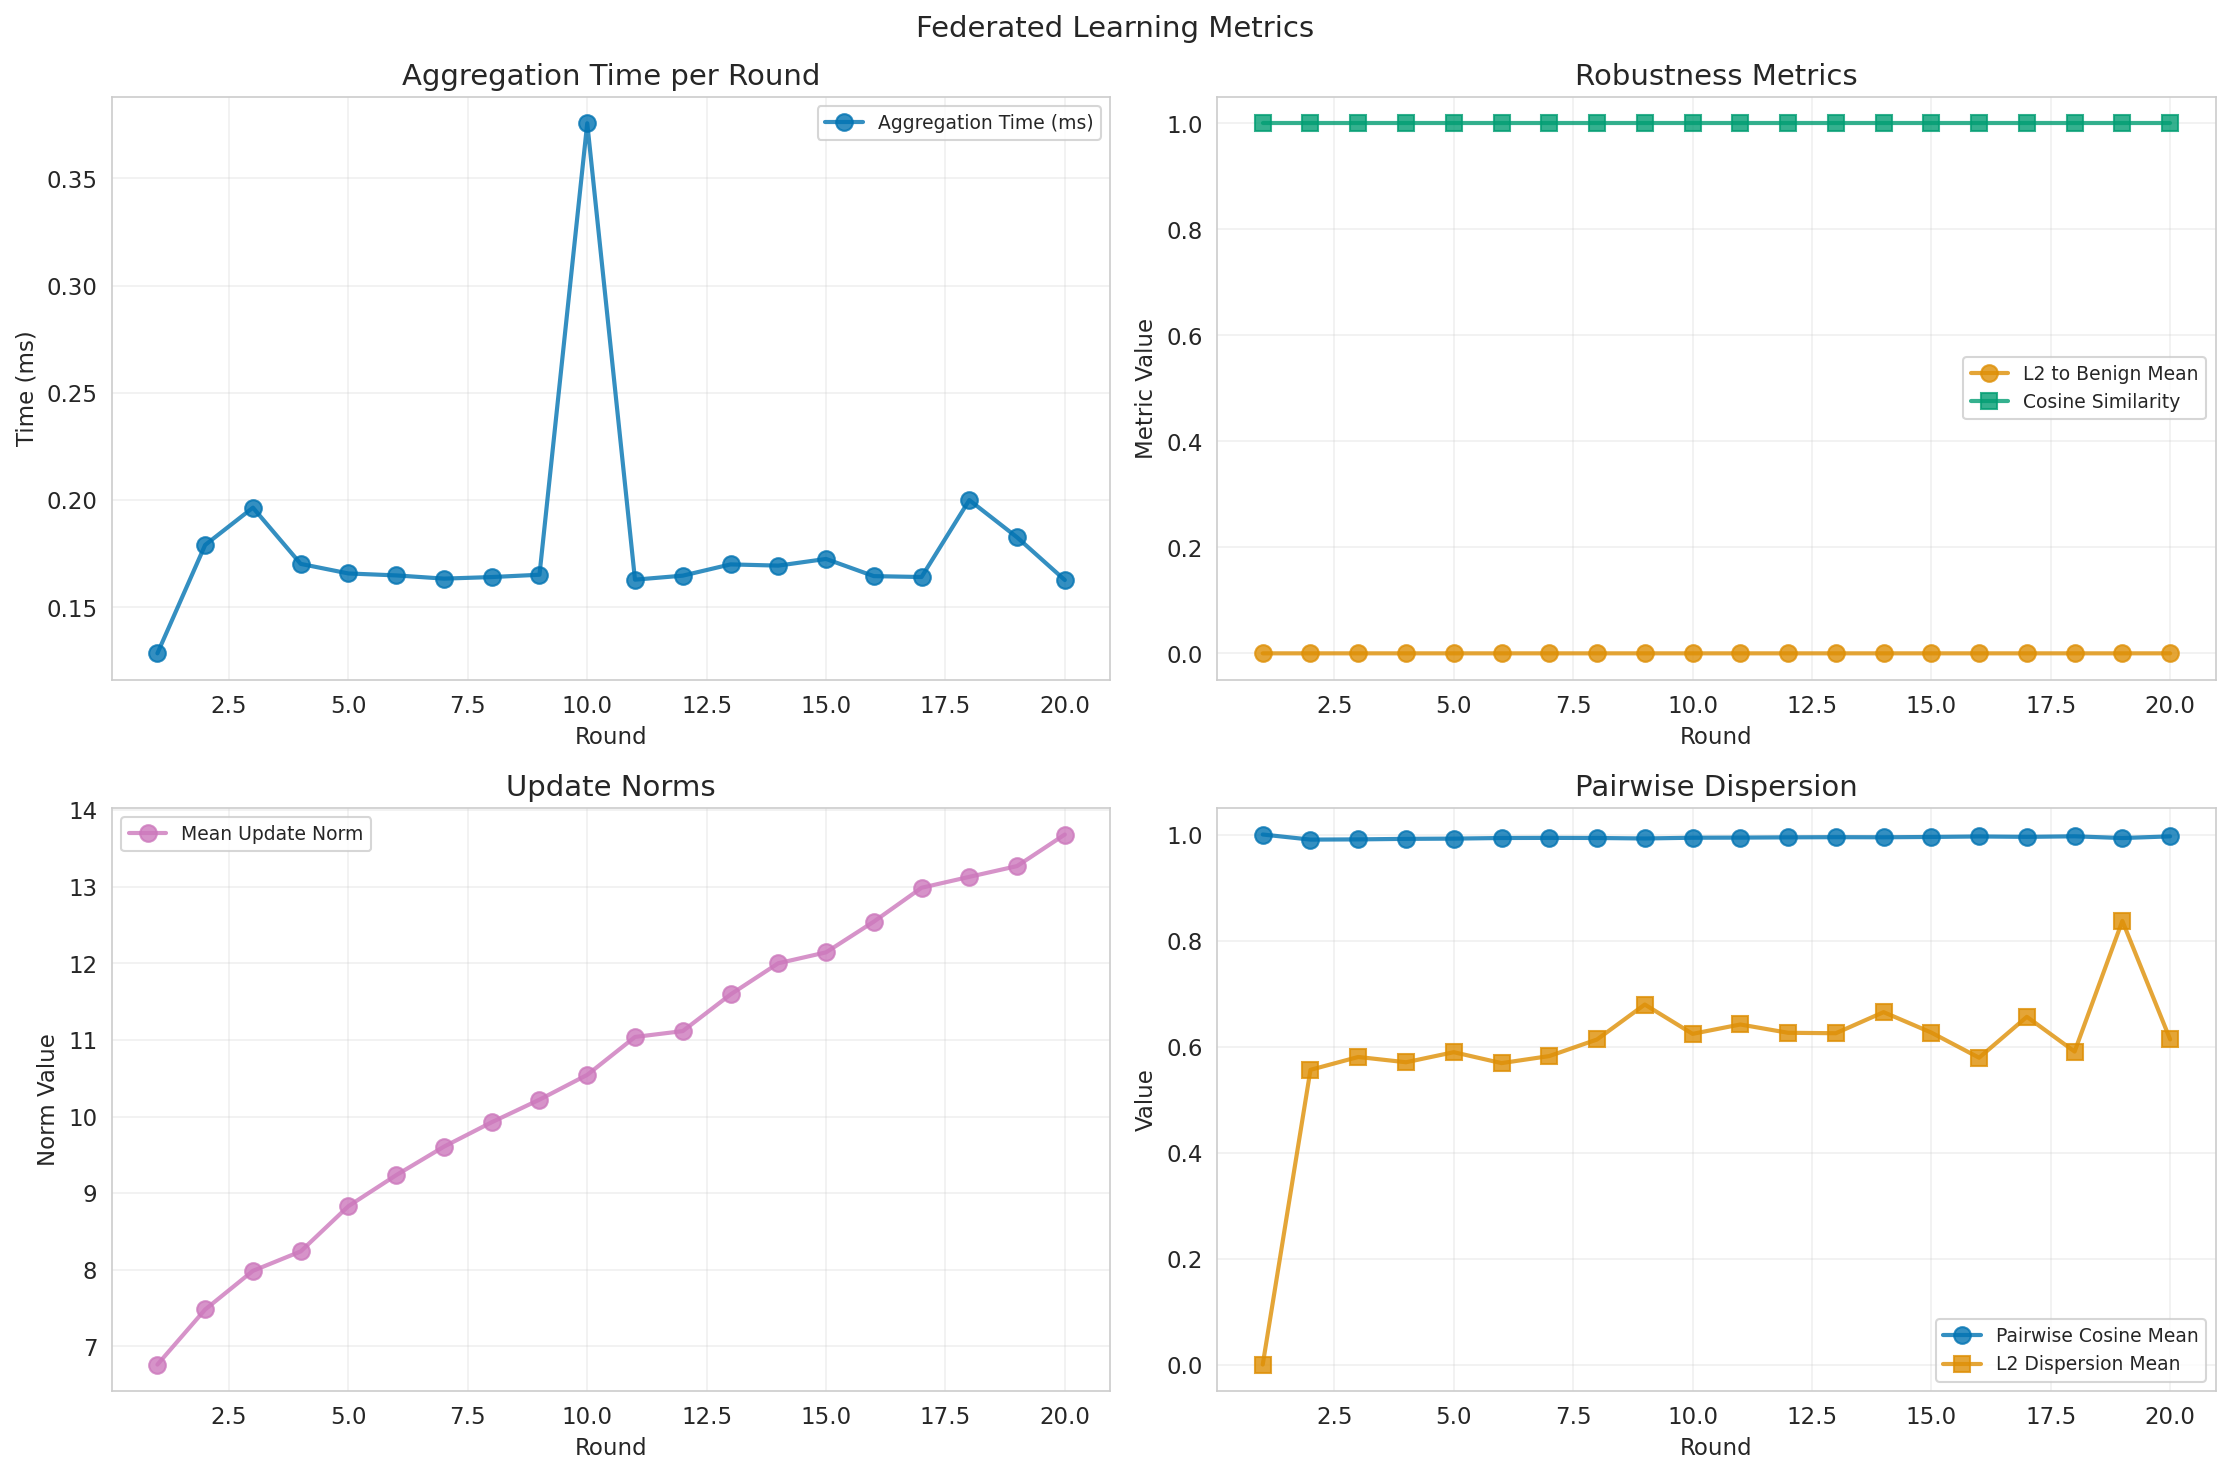 Federated Learning Metrics
Aggregation Time per Round
Aggregation Time (ms)
Time (ms)
0.35
0.30
0.25
0.20
0.15
2.5 5.0 7.5 10.0 12.5 15.0 17.5 20.0
Round
Robustness Metrics
L2 to Benign Mean
Cosine Similarity
Metric Value
1.0
0.8
0.6
0.4
0.2
0.0
2.5 5.0 7.5 10.0 12.5 15.0 17.5 20.0
Round
Update Norms
Mean Update Norm
Norm Value
14
13
12
11
10
9
8
7
2.5 5.0 7.5 10.0 12.5 15.0 17.5 20.0
Round
Pairwise Dispersion
Value
1.0
0.8
0.6
0.4
0.2
0.0
Pairwise Cosine Mean
L2 Dispersion Mean
2.5 5.0 7.5 10.0 12.5 15.0 17.5 20.0
Round